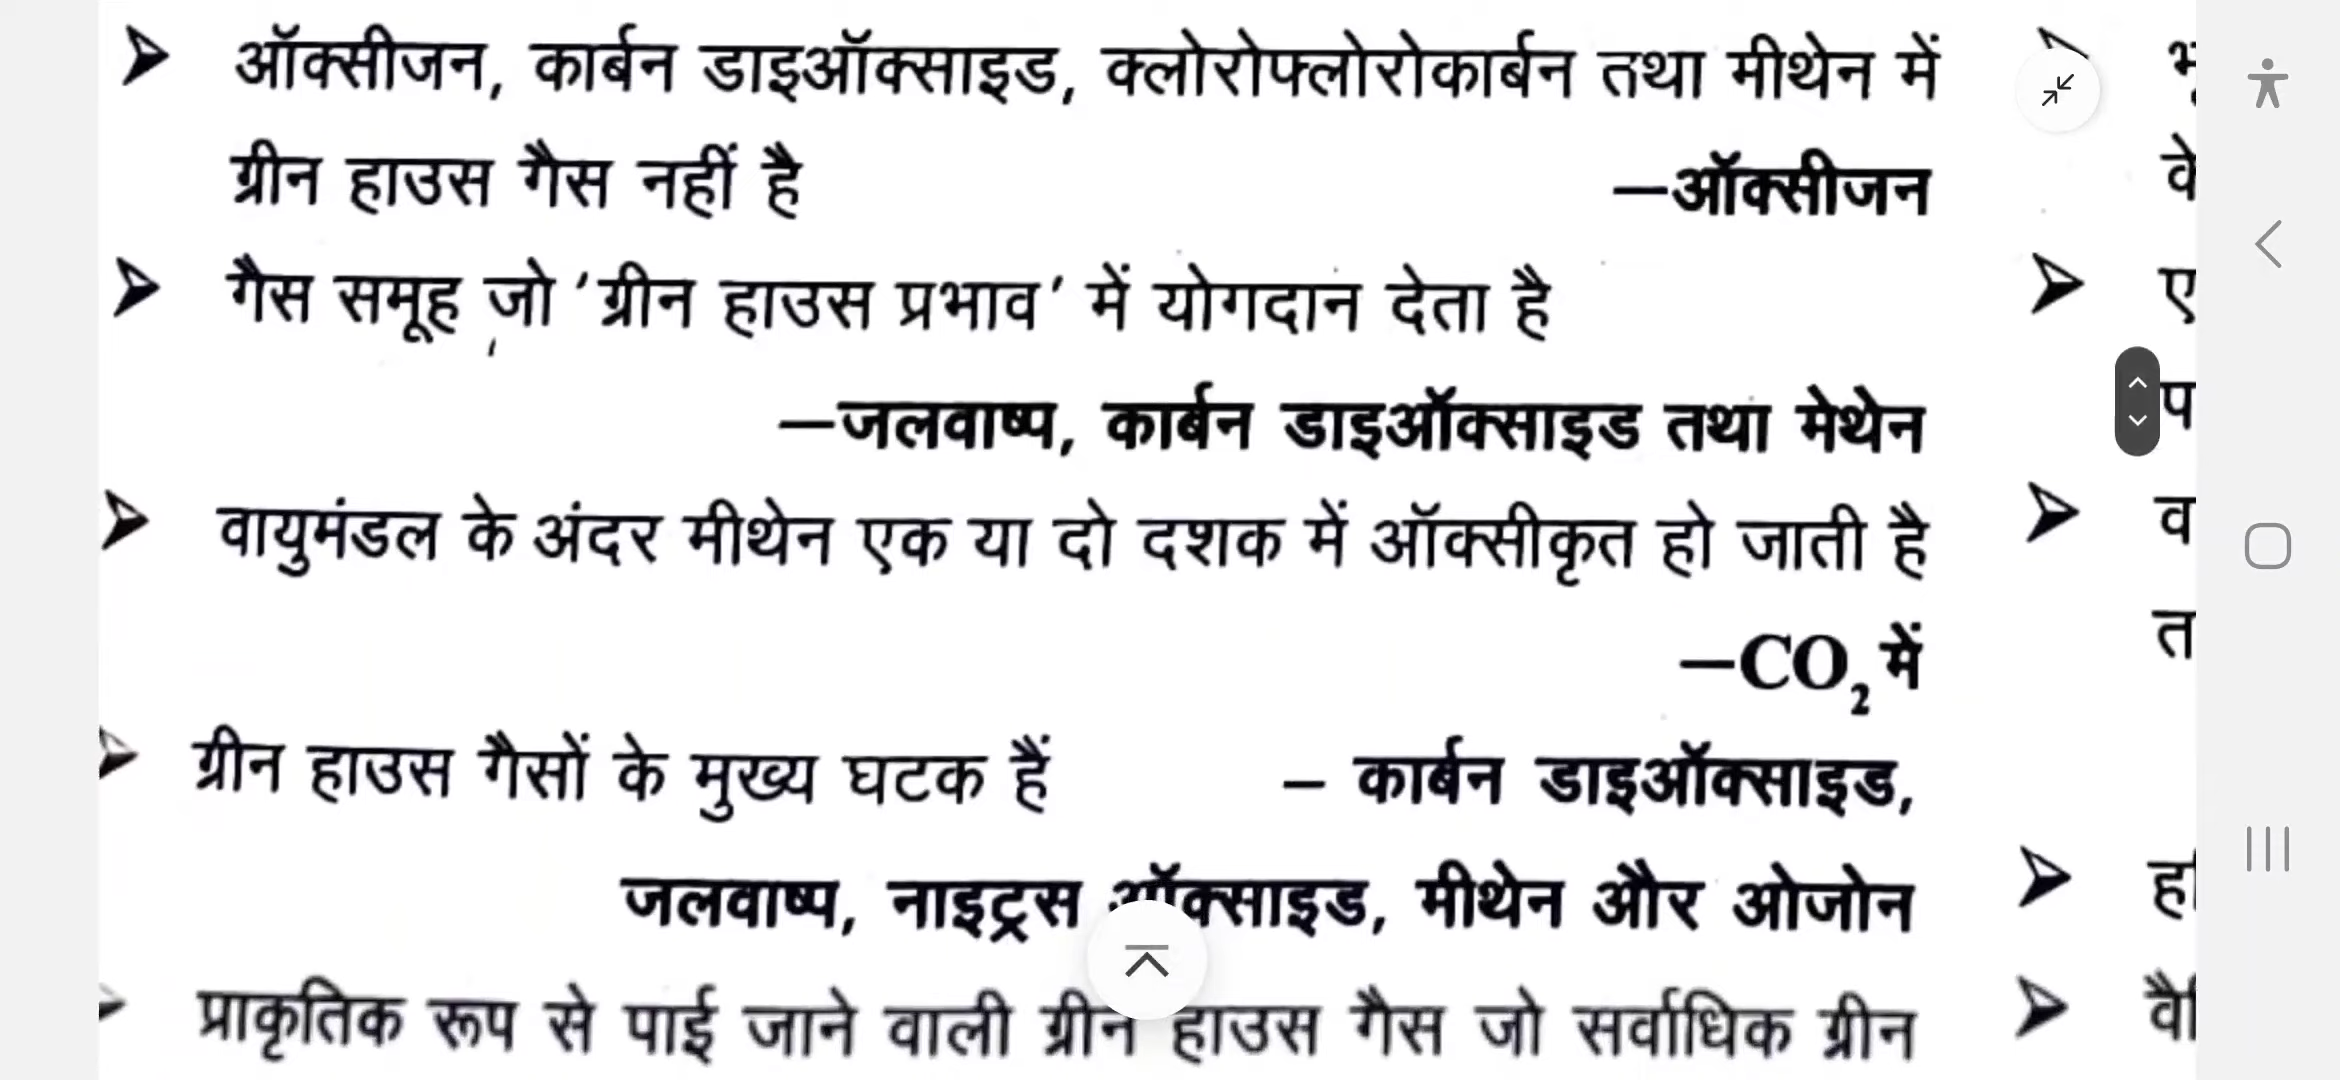 ऑक्सीजन, कार्बन डाइऑक्साइड, क्लोरोफ्लोरोकार्बन तथा मीथेन में
ग्रीन हाउस गैस नहीं है —ऑक्सीजन
गैस समूह जो ‘ग्रीन हाउस प्रभाव’ में योगदान देता है
—जलवाष्प, कार्बन डाइऑक्साइड तथा मेथेन
वायुमंडल के अंदर मीथेन एक या दो दशक में ऑक्सीकृत हो जाती है
—CO₂ में
ग्रीन हाउस गैसों के मुख्य घटक हैं – कार्बन डाइऑक्साइड,
जलवाष्प, नाइट्रस ऑक्साइड, मीथेन और ओजोन
प्राकृतिक रूप से पाई जाने वाली ग्रीन हाउस गैस जो सर्वाधिक ग्रीन